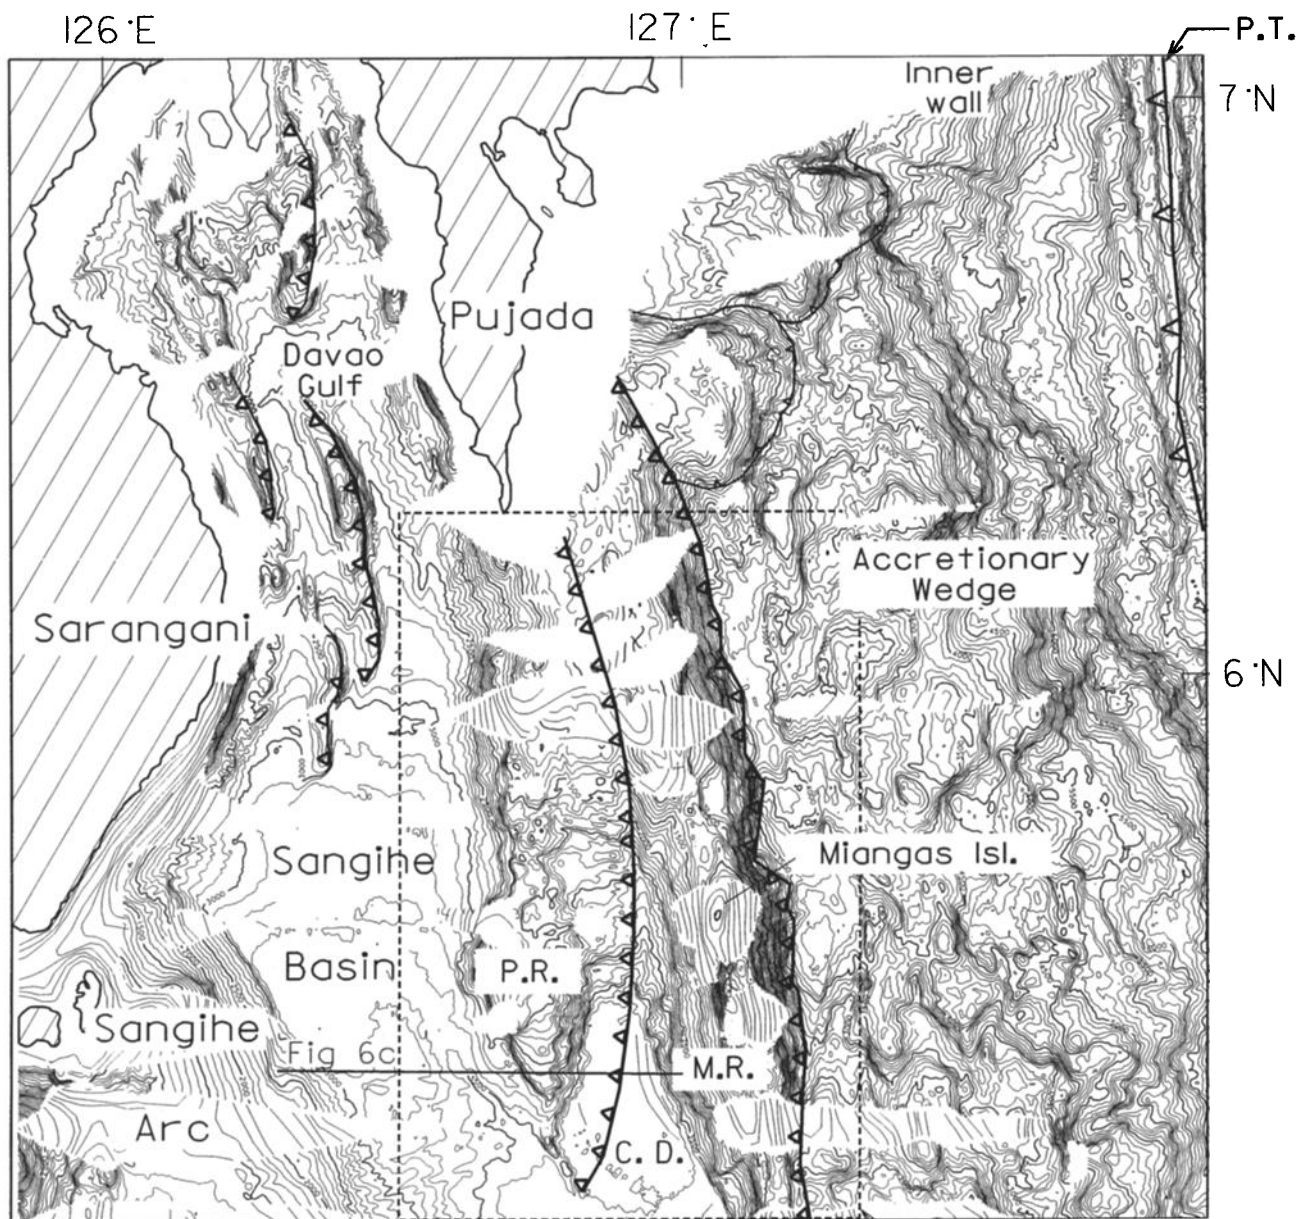 126°E
127°E
P.T.
Inner
wall
7°N
Pujada
Davao
Gulf
Accretionary
Wedge
Sarangani
6°N
Sangihe
Miangas Isl.
Basin
P.R.
Sangihe
Fig 6c
M.R.
Arc
C.D.